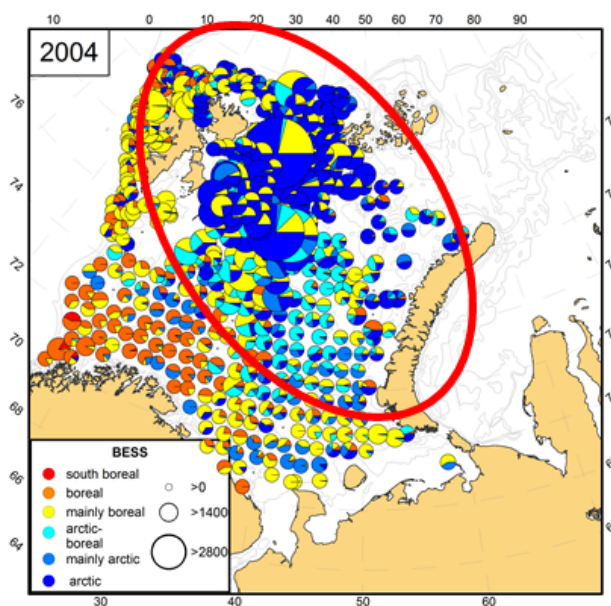 10 0 10 20 30 40 50 60 70 80 90
2004
76
74
72
70
68
66
64
BESS
south boreal >0
boreal
mainly boreal >1400
arctic-
boreal
mainly arctic >2800
arctic
30 40 50 60